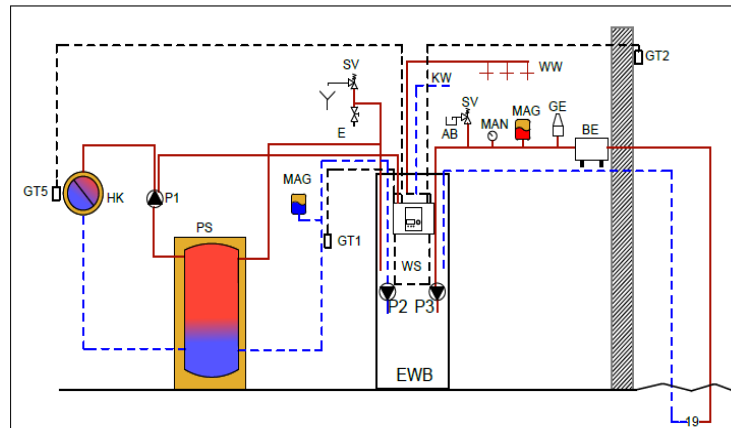 SV
GT2
WW
KW
SV
MAG
GE
AB
MAN
BE
E
GT5
HK
P1
MAG
PS
GT1
WS
P2
P3
EWB
19